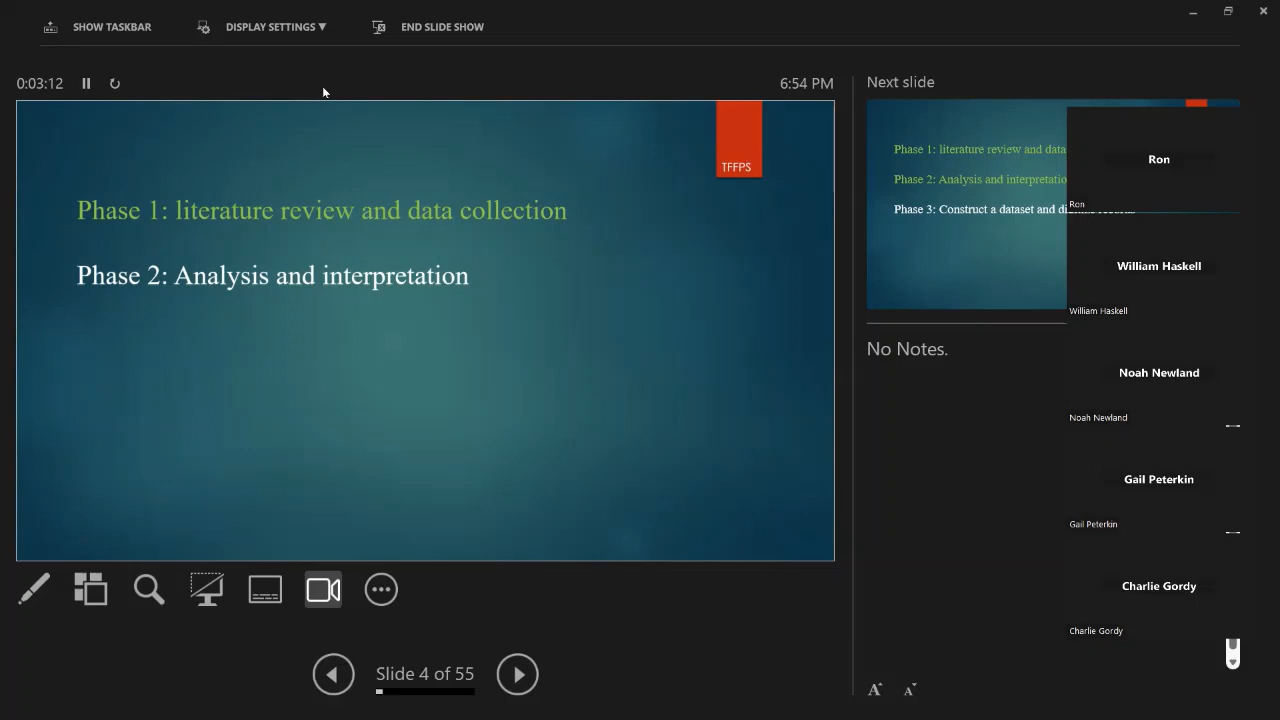 SHOW TASKBAR
DISPLAY SETTINGS ▼
END SLIDE SHOW
0:03:12
6:54 PM
TFFPS
Phase 1: literature review and data collection
Phase 2: Analysis and interpretation
Slide 4 of 55
Next slide
Phase 1: literature review and data
Phase 2: Analysis and
Phase 3: Construct a dataset and
No Notes.
Ron
Ron
William Haskell
William Haskell
Noah Newland
Noah Newland
Gail Peterkin
Gail Peterkin
Charlie Gordy
Charlie Gordy
A A